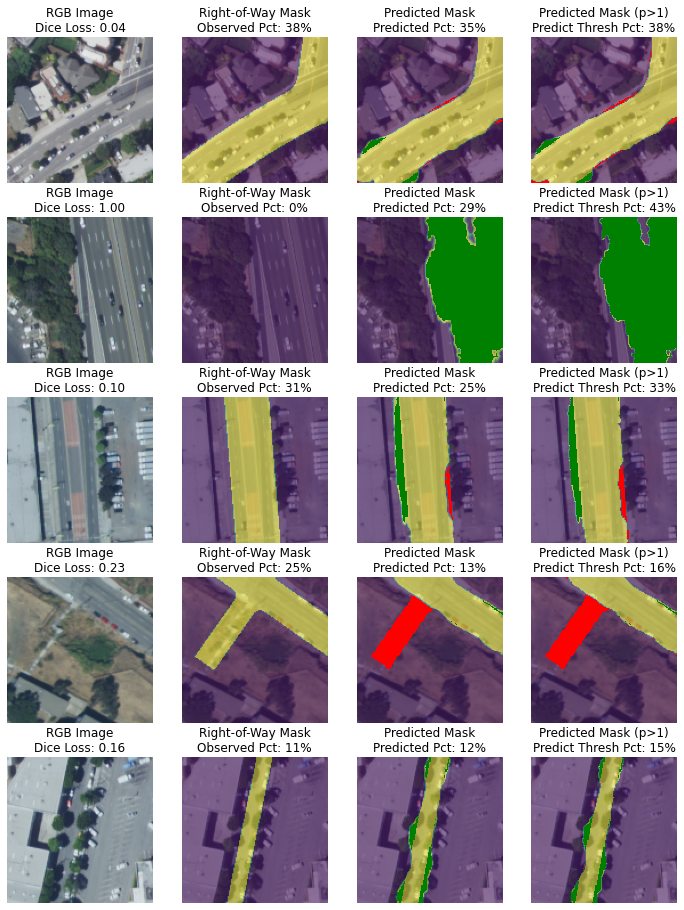 RGB Image
Dice Loss: 0.04
Right-of-Way Mask
Observed Pct: 38%
Predicted Mask
Predicted Pct: 35%
Predicted Mask (p>1)
Predict Thresh Pct: 38%
RGB Image
Dice Loss: 1.00
Right-of-Way Mask
Observed Pct: 0%
Predicted Mask
Predicted Pct: 29%
Predicted Mask (p>1)
Predict Thresh Pct: 43%
RGB Image
Dice Loss: 0.10
Right-of-Way Mask
Observed Pct: 31%
Predicted Mask
Predicted Pct: 25%
Predicted Mask (p>1)
Predict Thresh Pct: 33%
RGB Image
Dice Loss: 0.23
Right-of-Way Mask
Observed Pct: 25%
Predicted Mask
Predicted Pct: 13%
Predicted Mask (p>1)
Predict Thresh Pct: 16%
RGB Image
Dice Loss: 0.16
Right-of-Way Mask
Observed Pct: 11%
Predicted Mask
Predicted Pct: 12%
Predicted Mask (p>1)
Predict Thresh Pct: 15%